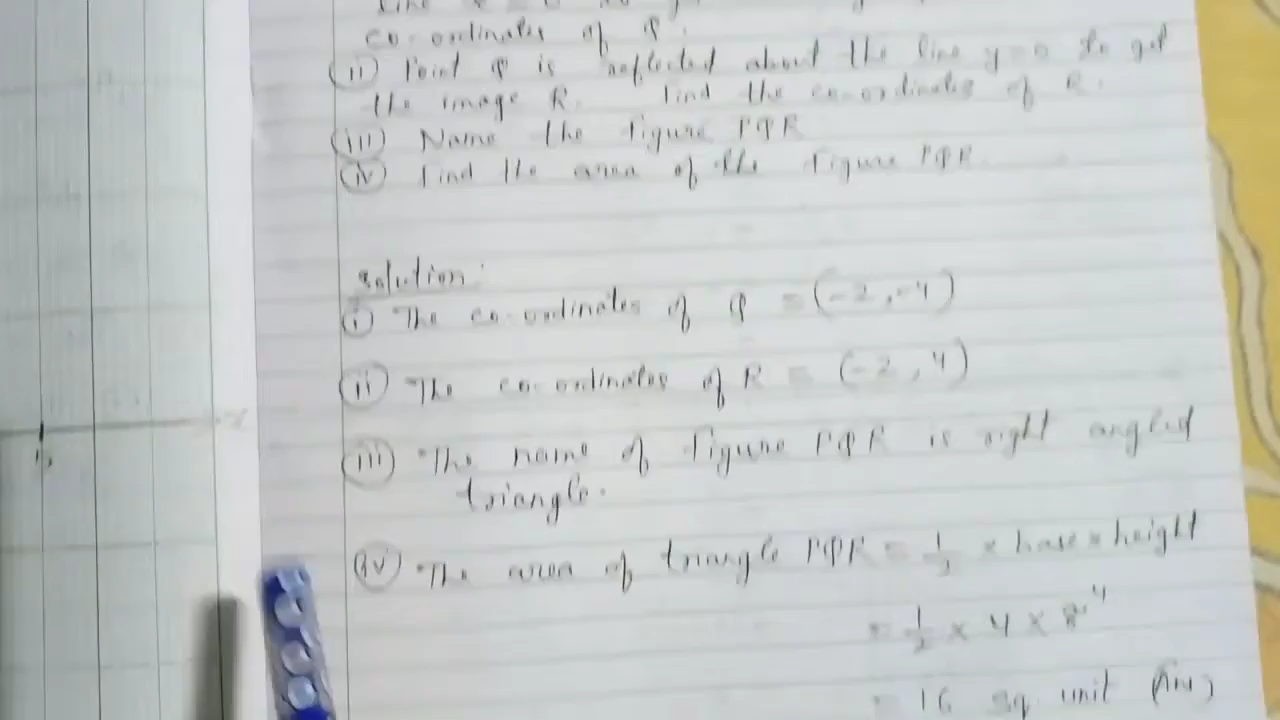 co-ordinates of Q.
(ii) Point Q is reflected about the line y=0 to get
the image R. Find the co-ordinates of R.
(iii) Name the figure PQR
(iv) Find the area of the figure PQR.
Solution:
(i) The co-ordinates of Q = (-2,-4)
(ii) The co-ordinates of R = (-2,4)
(iii) The name of figure PQR is right angled
triangle.
(iv) The area of triangle PQR = 1/2 × base × height
= 1/2 × 4 × 8 4
= 16 sq unit (Ans)